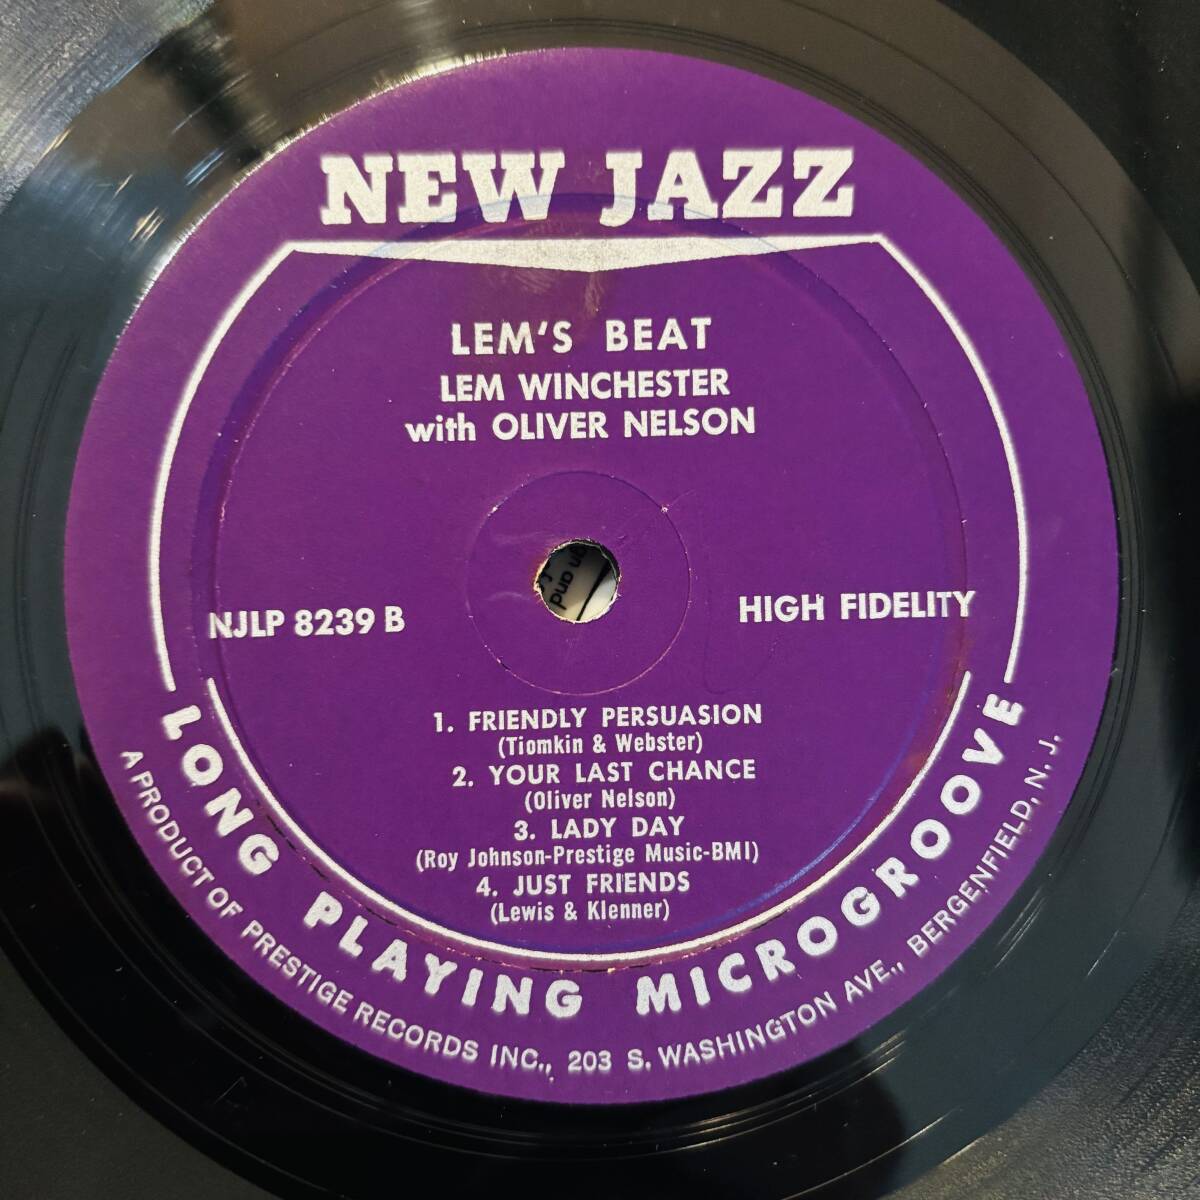 NEW JAZZ
LEM'S BEAT
LEM WINCHESTER
with OLIVER NELSON
NJLP 8239 B
HIGH FIDELITY
1. FRIENDLY PERSUASION
(Tiomkin & Webster)
2. YOUR LAST CHANCE
(Oliver Nelson)
3. LADY DAY
(Roy Johnson-Prestige Music-BMI)
4. JUST FRIENDS
(Lewis & Klenner)
LONG PLAYING MICROGROOVE
A PRODUCT OF PRESTIGE RECORDS INC., 203 S. WASHINGTON AVE., BERGENFIELD, N. J.
and